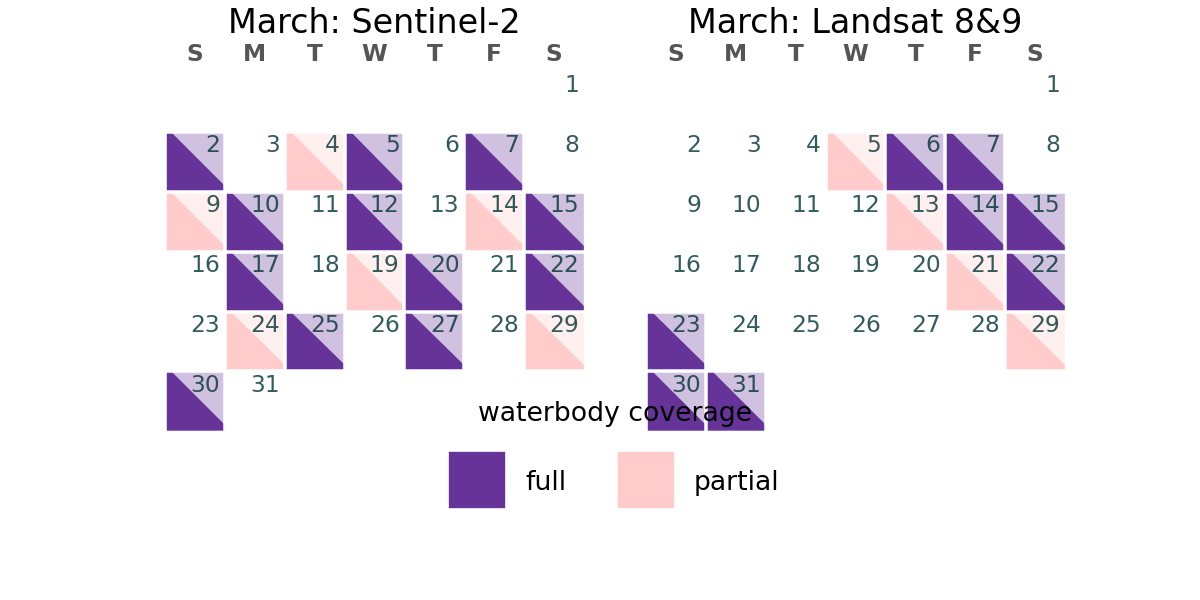 March: Sentinel-2
S M T W T F S
1
2 3 4 5 6 7 8
9 10 11 12 13 14 15
16 17 18 19 20 21 22
23 24 25 26 27 28 29
30 31
March: Landsat 8&9
S M T W T F S
1
2 3 4 5 6 7 8
9 10 11 12 13 14 15
16 17 18 19 20 21 22
23 24 25 26 27 28 29
30 31
waterbody coverage
full partial